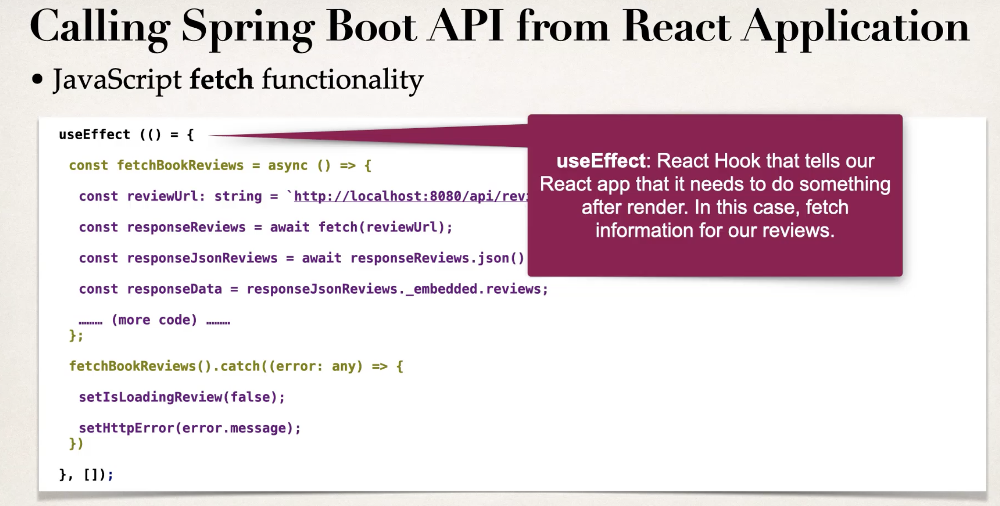 Calling Spring Boot API from React Application
• JavaScript fetch functionality
useEffect (() = {
const fetchBookReviews = async () => {
const reviewUrl: string = `http://localhost:8080/api/revi
const responseReviews = await fetch(reviewUrl);
const responseJsonReviews = await responseReviews.json()
const responseData = responseJsonReviews._embedded.reviews;
……… (more code) ………
};
fetchBookReviews().catch((error: any) => {
setIsLoadingReview(false);
setHttpError(error.message);
})
}, []);
useEffect: React Hook that tells our
React app that it needs to do something
after render. In this case, fetch
information for our reviews.